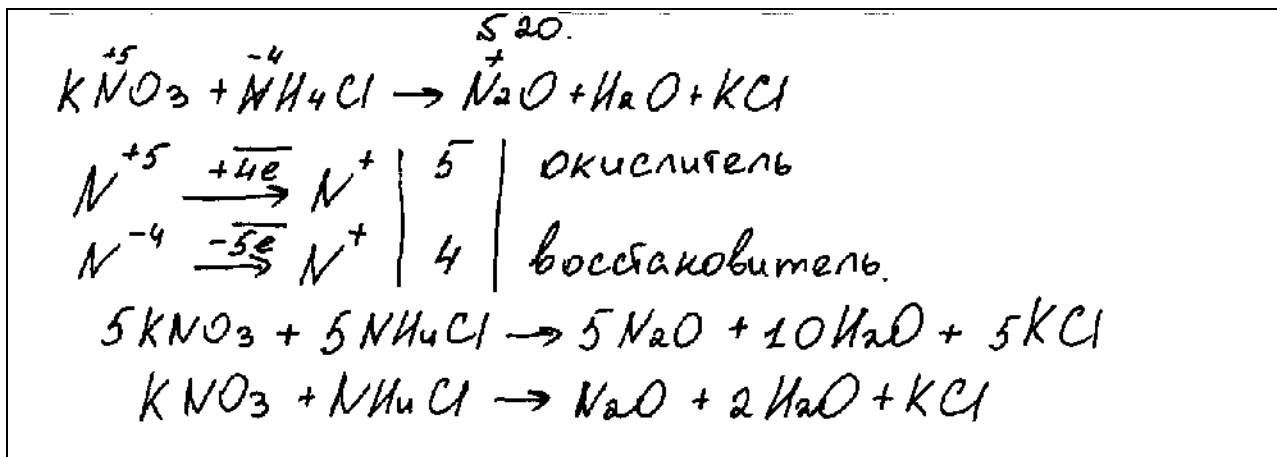 520.
+5 -4 +
KNO3 + NH4Cl → N2O + H2O + KCl
N+5 +4e → N+ | 5 | окислитель
N-4 -5e → N+ | 4 | восстановитель.
5KNO3 + 5NH4Cl → 5N2O + 10H2O + 5KCl
KNO3 + NH4Cl → N2O + 2H2O + KCl